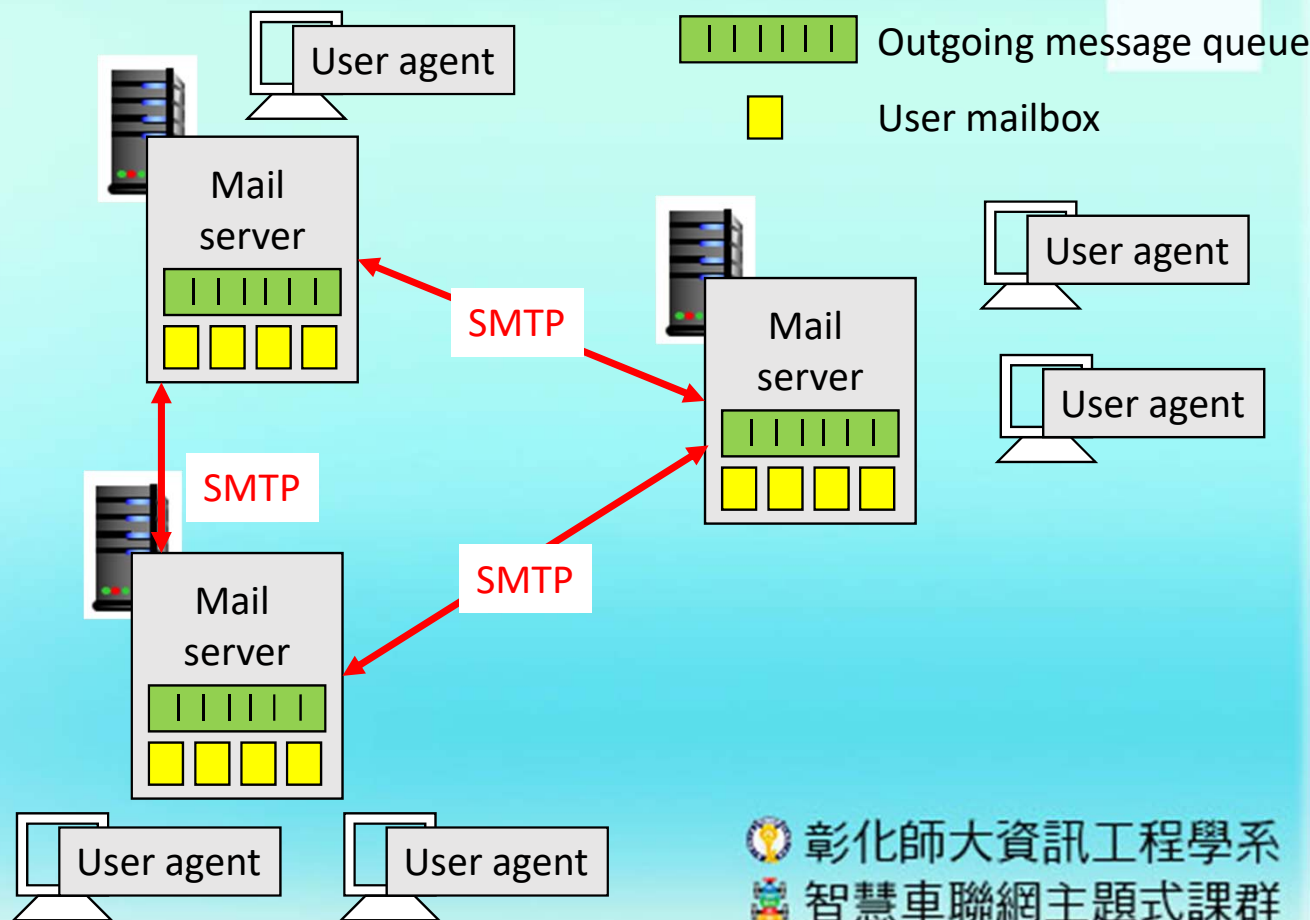 User agent
Outgoing message queue
User mailbox
Mail
server
SMTP
User agent
Mail
server
User agent
SMTP
SMTP
Mail
server
User agent
User agent
彰化師大資訊工程學系
智慧車聯網主題式課群